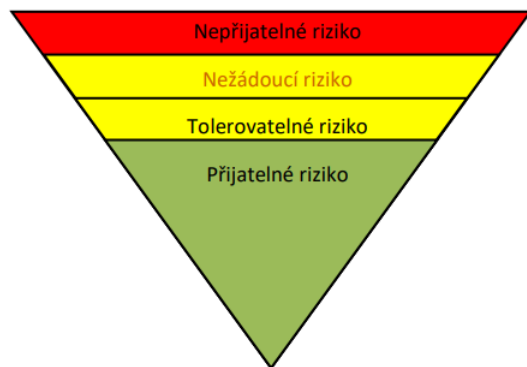 Nepřijatelné riziko
Nežádoucí riziko
Tolerovatelné riziko
Přijatelné riziko